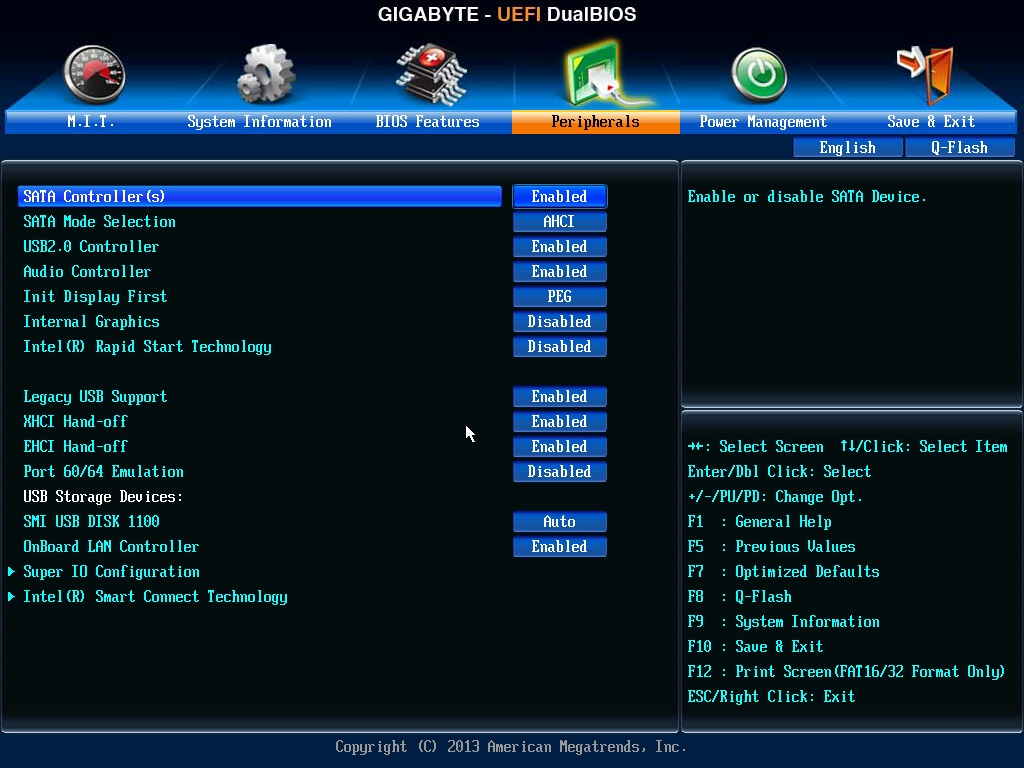 GIGABYTE - UEFI DualBIOS
M.I.T. System Information BIOS Features Peripherals Power Management Save & Exit
English Q-Flash
SATA Controller(s) Enabled
SATA Mode Selection AHCI
USB2.0 Controller Enabled
Audio Controller Enabled
Init Display First PEG
Internal Graphics Disabled
Intel(R) Rapid Start Technology Disabled
Legacy USB Support Enabled
XHCI Hand-off Enabled
EHCI Hand-off Enabled
Port 60/64 Emulation Disabled
USB Storage Devices:
SMI USB DISK 1100 Auto
OnBoard LAN Controller Enabled
Super IO Configuration
Intel(R) Smart Connect Technology
Enable or disable SATA Device.
→←: Select Screen ↑↓/Click: Select Item
Enter/Dbl Click: Select
+/-/PU/PD: Change Opt.
F1 : General Help
F5 : Previous Values
F7 : Optimized Defaults
F8 : Q-Flash
F9 : System Information
F10 : Save & Exit
F12 : Print Screen(FAT16/32 Format Only)
ESC/Right Click: Exit
Copyright (C) 2013 American Megatrends, Inc.